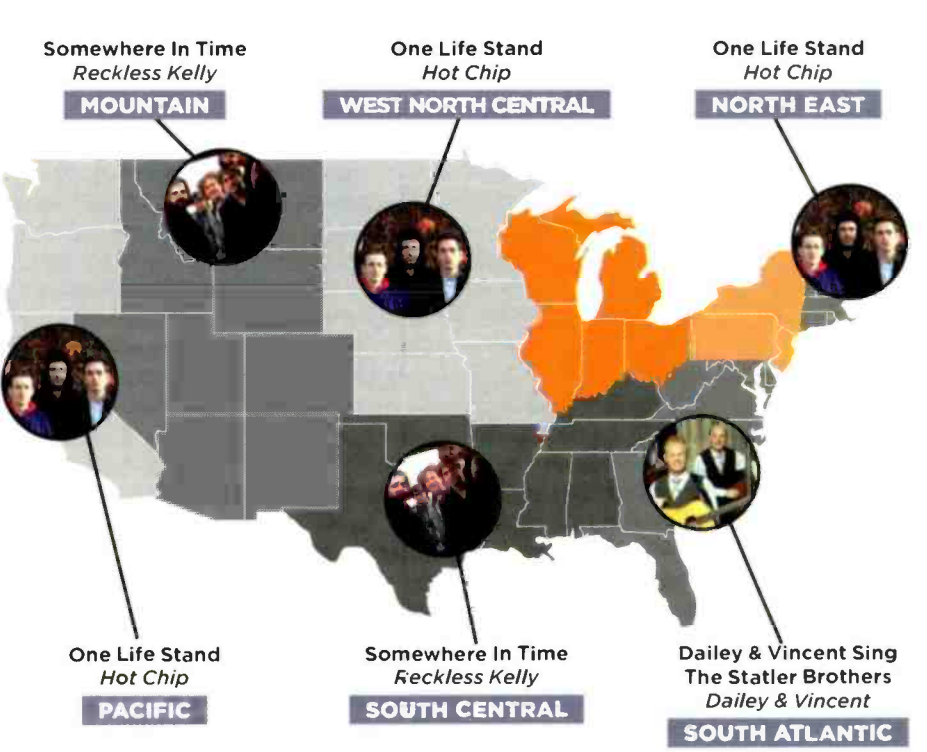 Somewhere In Time
Reckless Kelly
MOUNTAIN
One Life Stand
Hot Chip
WEST NORTH CENTRAL
One Life Stand
Hot Chip
NORTH EAST
One Life Stand
Hot Chip
PACIFIC
Somewhere In Time
Reckless Kelly
SOUTH CENTRAL
Dailey & Vincent Sing
The Statler Brothers
Dailey & Vincent
SOUTH ATLANTIC